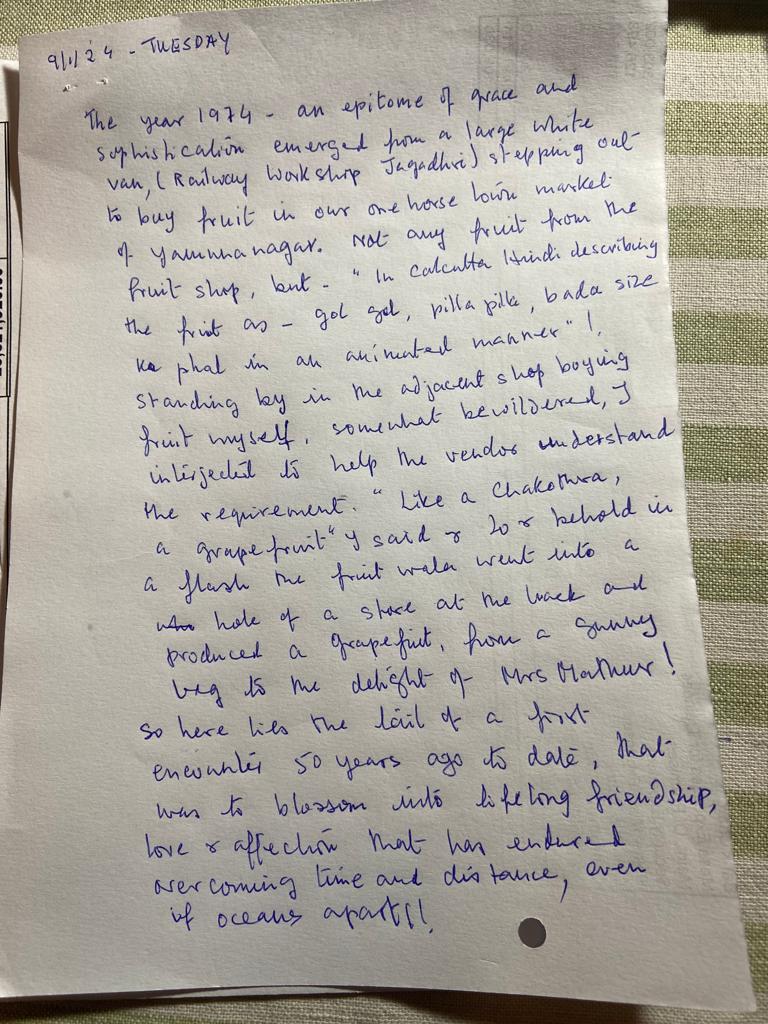 9/1/24 - TUESDAY
The year 1974 - an epitome of grace and
sophistication emerged from a large white
van, (Railway Workshop Jagadhri) stepping out
to buy fruit in our one horse town market
of Yamunanagar. Not any fruit from the
fruit shop, but - "In Calcutta Hindi describing
the fruit as - gol gol, pilla pilla, bada size
ka phal in an animated manner"!
Standing by in the adjacent shop buying
fruit myself, somewhat bewildered, I
interjected to help the vendor understand
the requirement. "Like a Chakothra,
a grapefruit" I said & lo & behold in
a flash the fruit wala went into a
hole of a store at the back and
produced a grapefruit, from a gunny
beg to the delight of Mrs Mathur!
So here lies the tail of a first
encounter 50 years ago to date, that
was to blossom into lifelong friendship,
love & affection that has endured
overcoming time and distance, even
if oceans apart!!